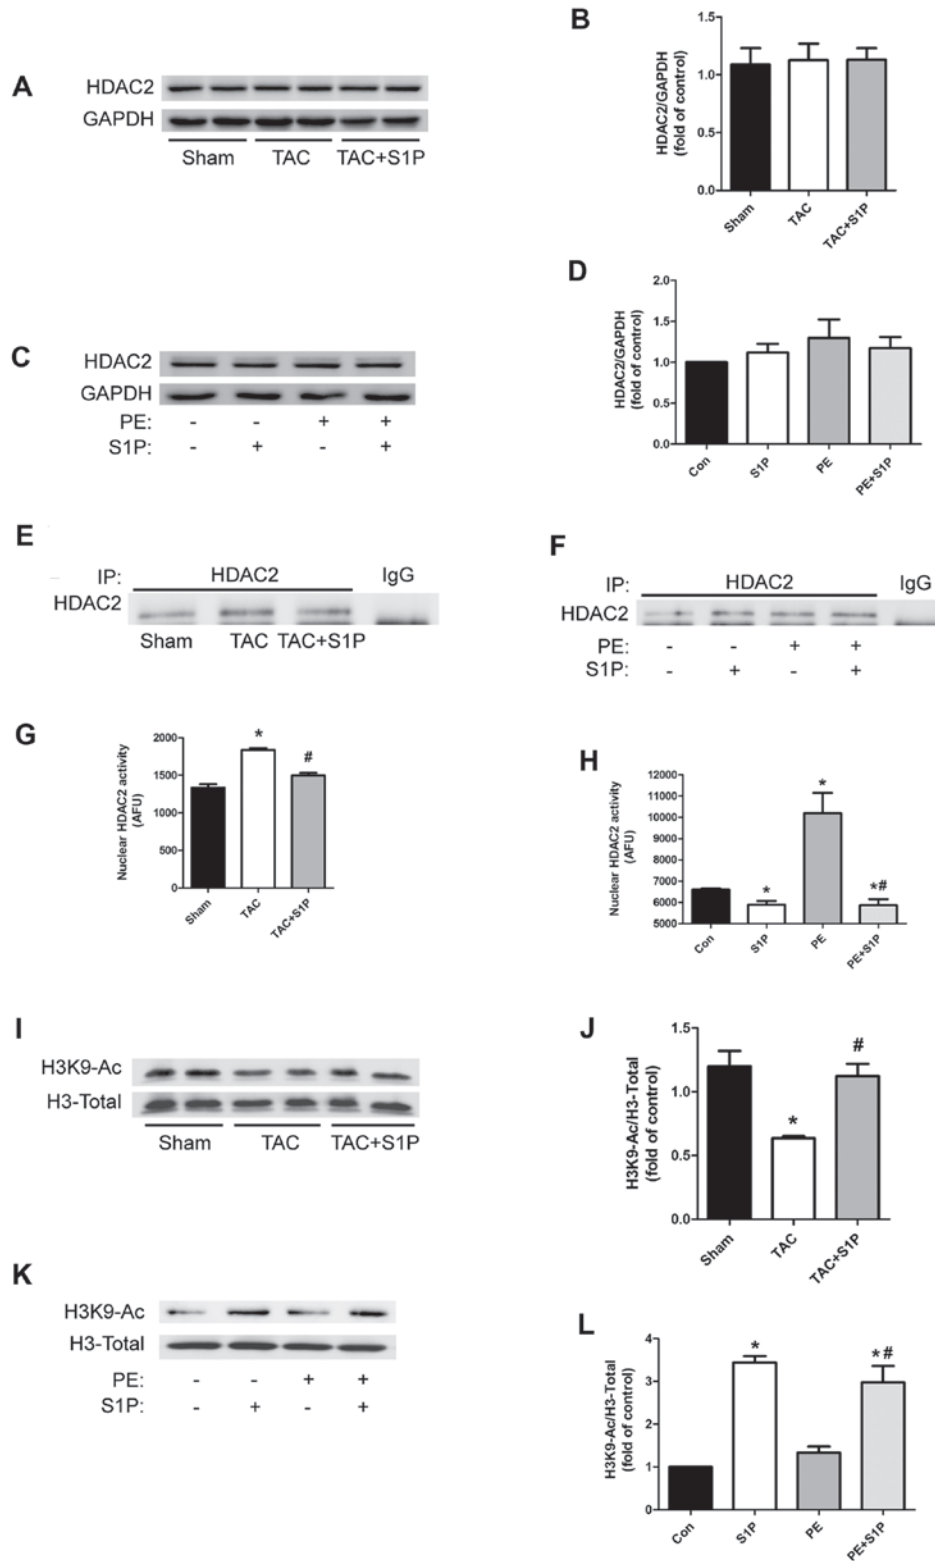 A
HDAC2
GAPDH
Sham TAC TAC+S1P
B
HDAC2/GAPDH
(fold of control)
1.5
1.0
0.5
0.0
Sham TAC TAC+S1P
C
HDAC2
GAPDH
PE: - - + +
S1P: - + - +
D
HDAC2/GAPDH
(fold of control)
2.0
1.5
1.0
0.5
0.0
Con S1P PE PE+S1P
E
IP: HDAC2 IgG
HDAC2
Sham TAC TAC+S1P
F
IP: HDAC2 IgG
HDAC2
PE: - - + +
S1P: - + - +
G
Nuclear HDAC2 activity
(AFU)
2000
1500
1000
500
0
* #
Sham TAC TAC+S1P
H
Nuclear HDAC2 activity
(AFU)
12000
11000
10000
9000
8000
7000
6000
5000
* * *#
Con S1P PE PE+S1P
I
H3K9-Ac
H3-Total
Sham TAC TAC+S1P
J
H3K9-Ac/H3-Total
(fold of control)
1.5
1.0
0.5
0.0
* #
Sham TAC TAC+S1P
K
H3K9-Ac
H3-Total
PE: - - + +
S1P: - + - +
L
H3K9-Ac/H3-Total
(fold of control)
4
3
2
1
0
* *#
Con S1P PE PE+S1P